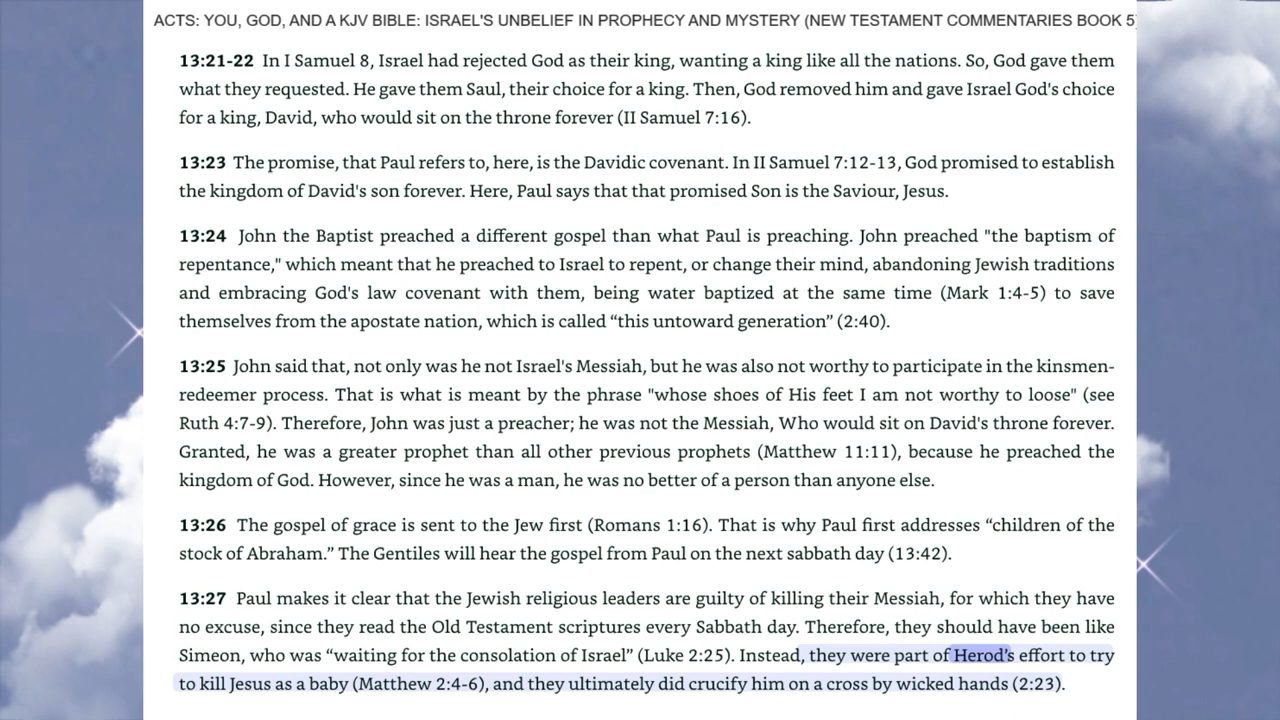 ACTS: YOU, GOD, AND A KJV BIBLE: ISRAEL'S UNBELIEF IN PROPHECY AND MYSTERY (NEW TESTAMENT COMMENTARIES BOOK 5)
13:21-22 In I Samuel 8, Israel had rejected God as their king, wanting a king like all the nations. So, God gave them
what they requested. He gave them Saul, their choice for a king. Then, God removed him and gave Israel God's choice
for a king, David, who would sit on the throne forever (II Samuel 7:16).
13:23 The promise, that Paul refers to, here, is the Davidic covenant. In II Samuel 7:12-13, God promised to establish
the kingdom of David's son forever. Here, Paul says that that promised Son is the Saviour, Jesus.
13:24 John the Baptist preached a different gospel than what Paul is preaching. John preached "the baptism of
repentance," which meant that he preached to Israel to repent, or change their mind, abandoning Jewish traditions
and embracing God's law covenant with them, being water baptized at the same time (Mark 1:4-5) to save
themselves from the apostate nation, which is called “this untoward generation” (2:40).
13:25 John said that, not only was he not Israel's Messiah, but he was also not worthy to participate in the kinsmen-
redeemer process. That is what is meant by the phrase "whose shoes of His feet I am not worthy to loose" (see
Ruth 4:7-9). Therefore, John was just a preacher; he was not the Messiah, Who would sit on David's throne forever.
Granted, he was a greater prophet than all other previous prophets (Matthew 11:11), because he preached the
kingdom of God. However, since he was a man, he was no better of a person than anyone else.
13:26 The gospel of grace is sent to the Jew first (Romans 1:16). That is why Paul first addresses “children of the
stock of Abraham.” The Gentiles will hear the gospel from Paul on the next sabbath day (13:42).
13:27 Paul makes it clear that the Jewish religious leaders are guilty of killing their Messiah, for which they have
no excuse, since they read the Old Testament scriptures every Sabbath day. Therefore, they should have been like
Simeon, who was “waiting for the consolation of Israel” (Luke 2:25). Instead, they were part of Herod’s effort to try
to kill Jesus as a baby (Matthew 2:4-6), and they ultimately did crucify him on a cross by wicked hands (2:23).